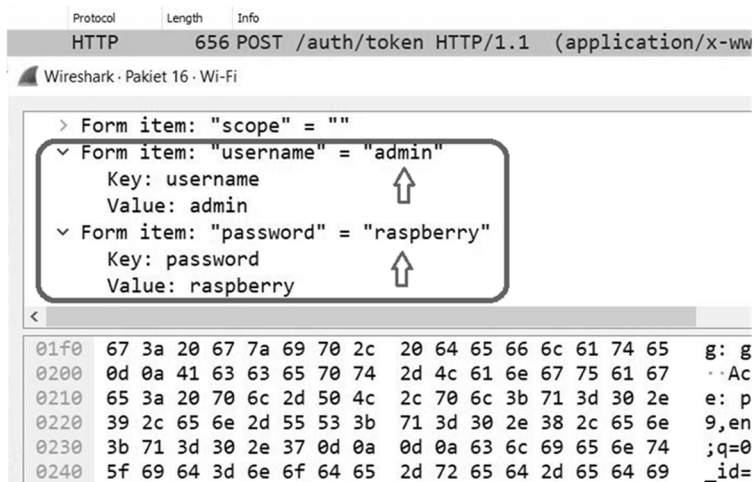 Protocol Length Info
HTTP 656 POST /auth/token HTTP/1.1 (application/x-ww
Wireshark · Pakiet 16 · Wi-Fi
> Form item: "scope" = ""
Form item: "username" = "admin"
Key: username
Value: admin
Form item: "password" = "raspberry"
Key: password
Value: raspberry
<
01f0 67 3a 20 67 7a 69 70 2c 20 64 65 66 6c 61 74 65 g: g
0200 0d 0a 41 63 63 65 70 74 2d 4c 61 6e 67 75 61 67 ··Ac
0210 65 3a 20 70 6c 2d 50 4c 2c 70 6c 3b 71 3d 30 2e e: p
0220 39 2c 65 6e 2d 55 53 3b 71 3d 30 2e 38 2c 65 6e 9,en
0230 3b 71 3d 30 2e 37 0d 0a 0d 0a 63 6c 69 65 6e 74 ;q=0
0240 5f 69 64 3d 6e 6f 64 65 2d 72 65 64 2d 65 64 69 _id=